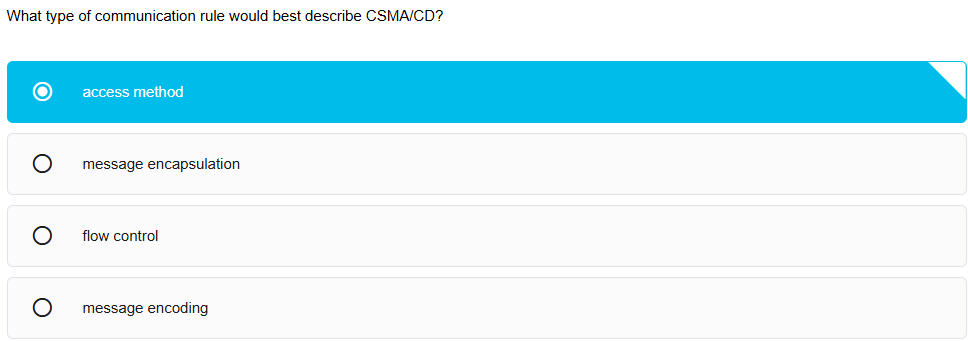 What type of communication rule would best describe CSMA/CD?
access method
message encapsulation
flow control
message encoding